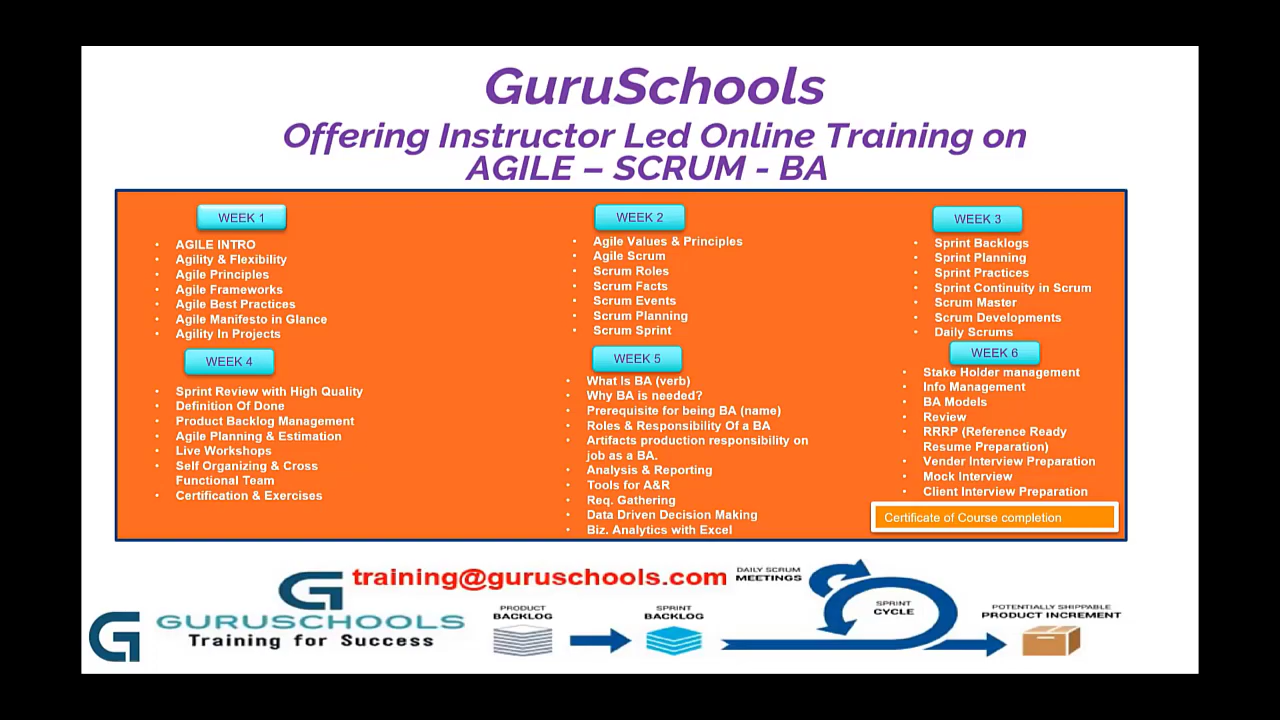 GuruSchools
Offering Instructor Led Online Training on
AGILE – SCRUM - BA
WEEK 1
• AGILE INTRO
• Agility & Flexibility
• Agile Principles
• Agile Frameworks
• Agile Best Practices
• Agile Manifesto in Glance
• Agility In Projects
WEEK 2
• Agile Values & Principles
• Agile Scrum
• Scrum Roles
• Scrum Facts
• Scrum Events
• Scrum Planning
• Scrum Sprint
WEEK 3
• Sprint Backlogs
• Sprint Planning
• Sprint Practices
• Sprint Continuity in Scrum
• Scrum Master
• Scrum Developments
• Daily Scrums
WEEK 4
• Sprint Review with High Quality
• Definition Of Done
• Product Backlog Management
• Agile Planning & Estimation
• Live Workshops
• Self Organizing & Cross
Functional Team
• Certification & Exercises
WEEK 5
• What Is BA (verb)
• Why BA is needed?
• Prerequisite for being BA (name)
• Roles & Responsibility Of a BA
• Artifacts production responsibility on
job as a BA.
• Analysis & Reporting
• Tools for A&R
• Req. Gathering
• Data Driven Decision Making
• Biz. Analytics with Excel
WEEK 6
• Stake Holder management
• Info Management
• BA Models
• Review
• RRRP (Reference Ready
Resume Preparation)
• Vender Interview Preparation
• Mock Interview
• Client Interview Preparation
Certificate of Course completion
training@guruschools.com
GURUSCHOOLS
Training for Success
PRODUCT
BACKLOG
SPRINT
BACKLOG
DAILY SCRUM
MEETINGS
SPRINT
CYCLE
POTENTIALLY SHIPPABLE
PRODUCT INCREMENT